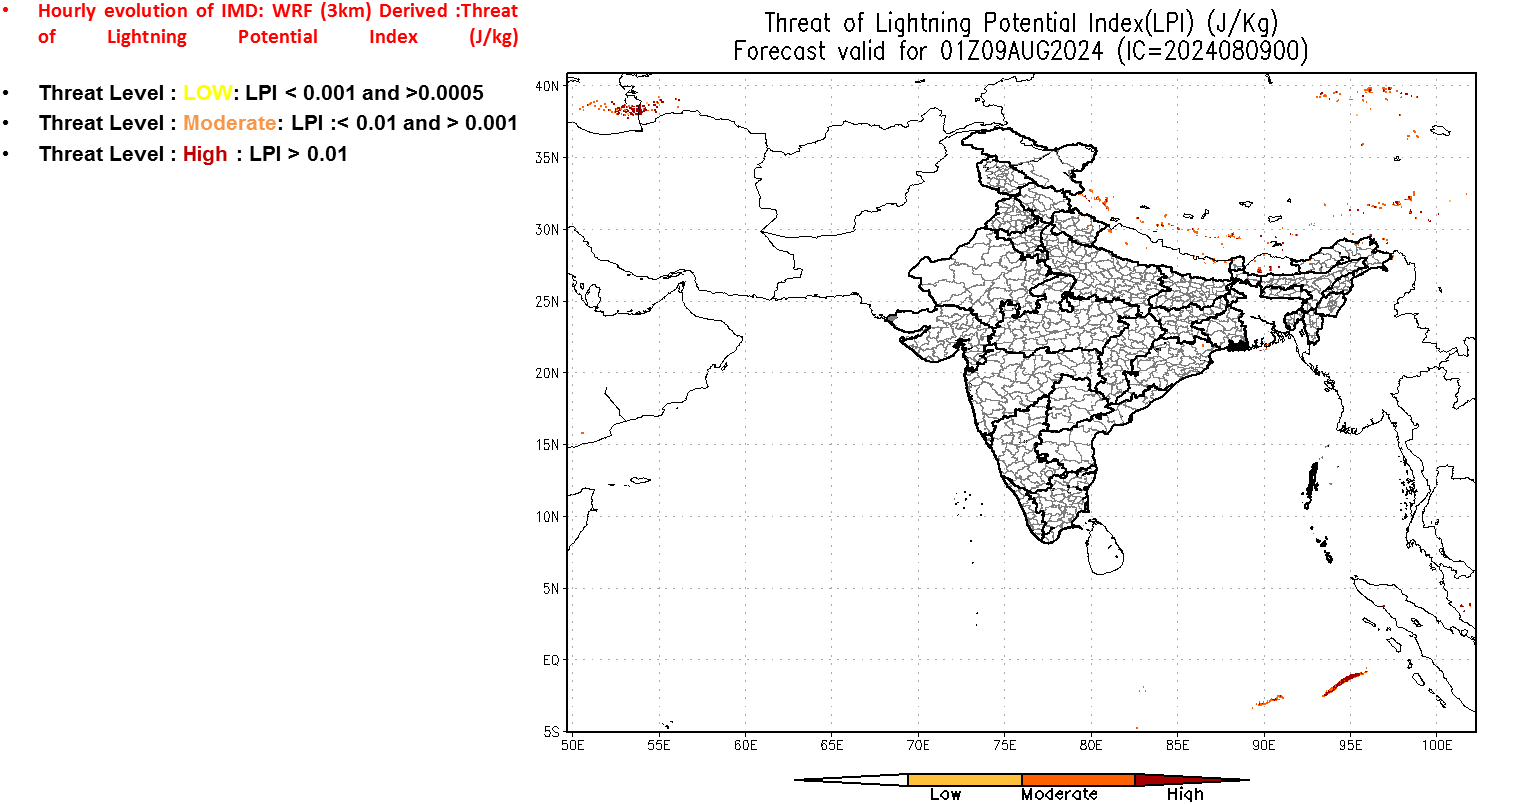 • Hourly evolution of IMD: WRF (3km) Derived :Threat
of Lightning Potential Index (J/kg)
• Threat Level : LOW: LPI < 0.001 and >0.0005
• Threat Level : Moderate: LPI :< 0.01 and > 0.001
• Threat Level : High : LPI > 0.01
Threat of Lightning Potential Index(LPI) (J/Kg)
Forecast valid for 01Z09AUG2024 (IC=2024080900)
40N
35N
30N
25N
20N
15N
10N
5N
EQ
5S
50E 55E 60E 65E 70E 75E 80E 85E 90E 95E 100E
Low Moderate High